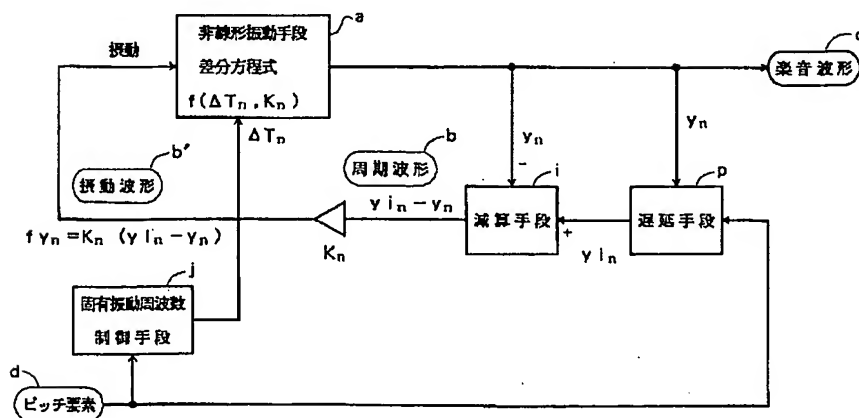 a
非線形振動手段
差分方程式
f(ΔTn, Kn)
摂動
ΔTn
c
楽音波形
yn
−
yn
b
周期波形
b′
摂動波形
i
減算手段
p
遅延手段
yin−yn
+
yin
fyn=Kn (yin−yn)
Kn
j
固有振動周波数
制御手段
d
ピッチ要素